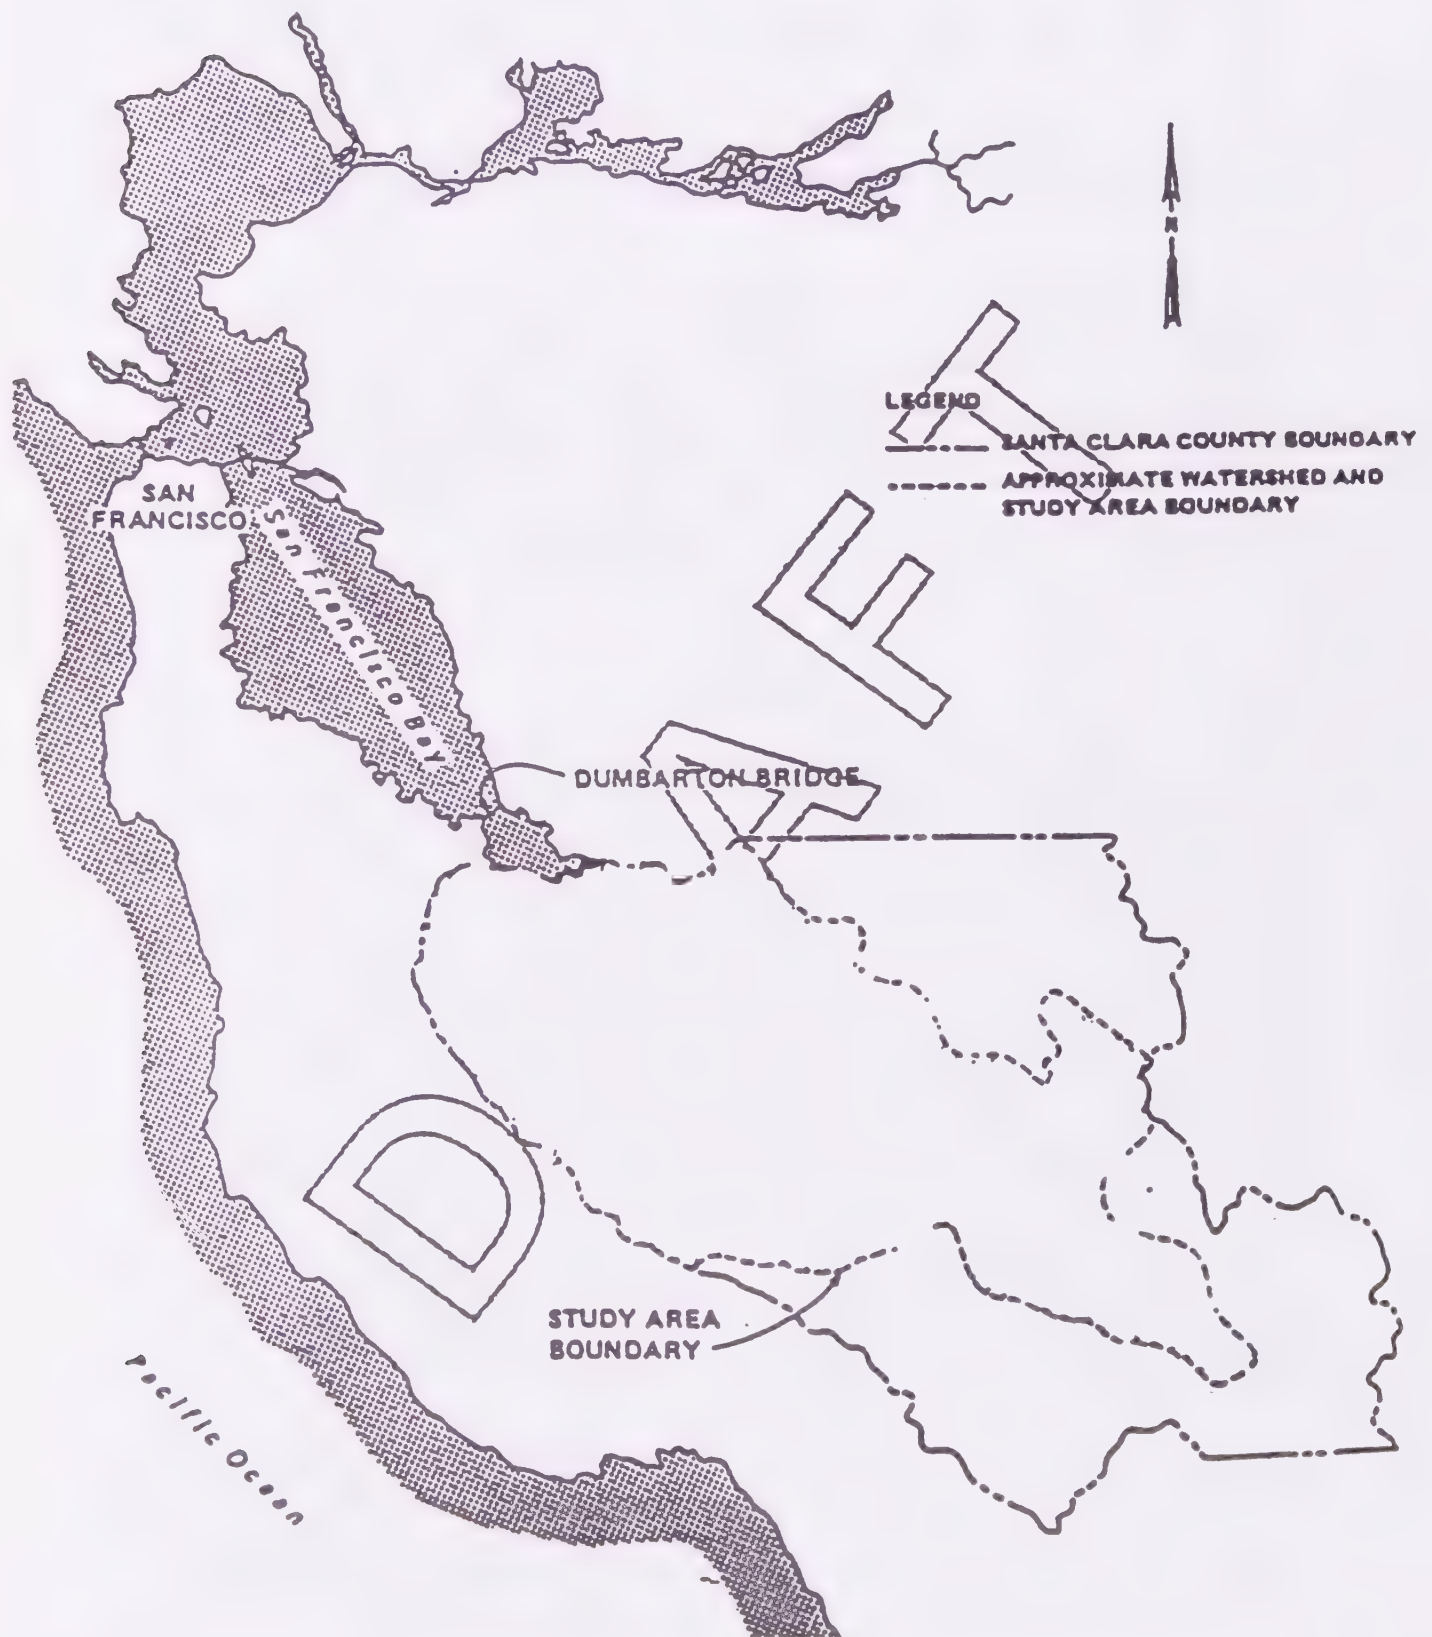 N
LEGEND
SANTA CLARA COUNTY BOUNDARY
APPROXIMATE WATERSHED AND
STUDY AREA BOUNDARY
SAN
FRANCISCO
San Francisco Bay
DUMBARTON BRIDGE
STUDY AREA
BOUNDARY
Pacific Ocean
DRAFT